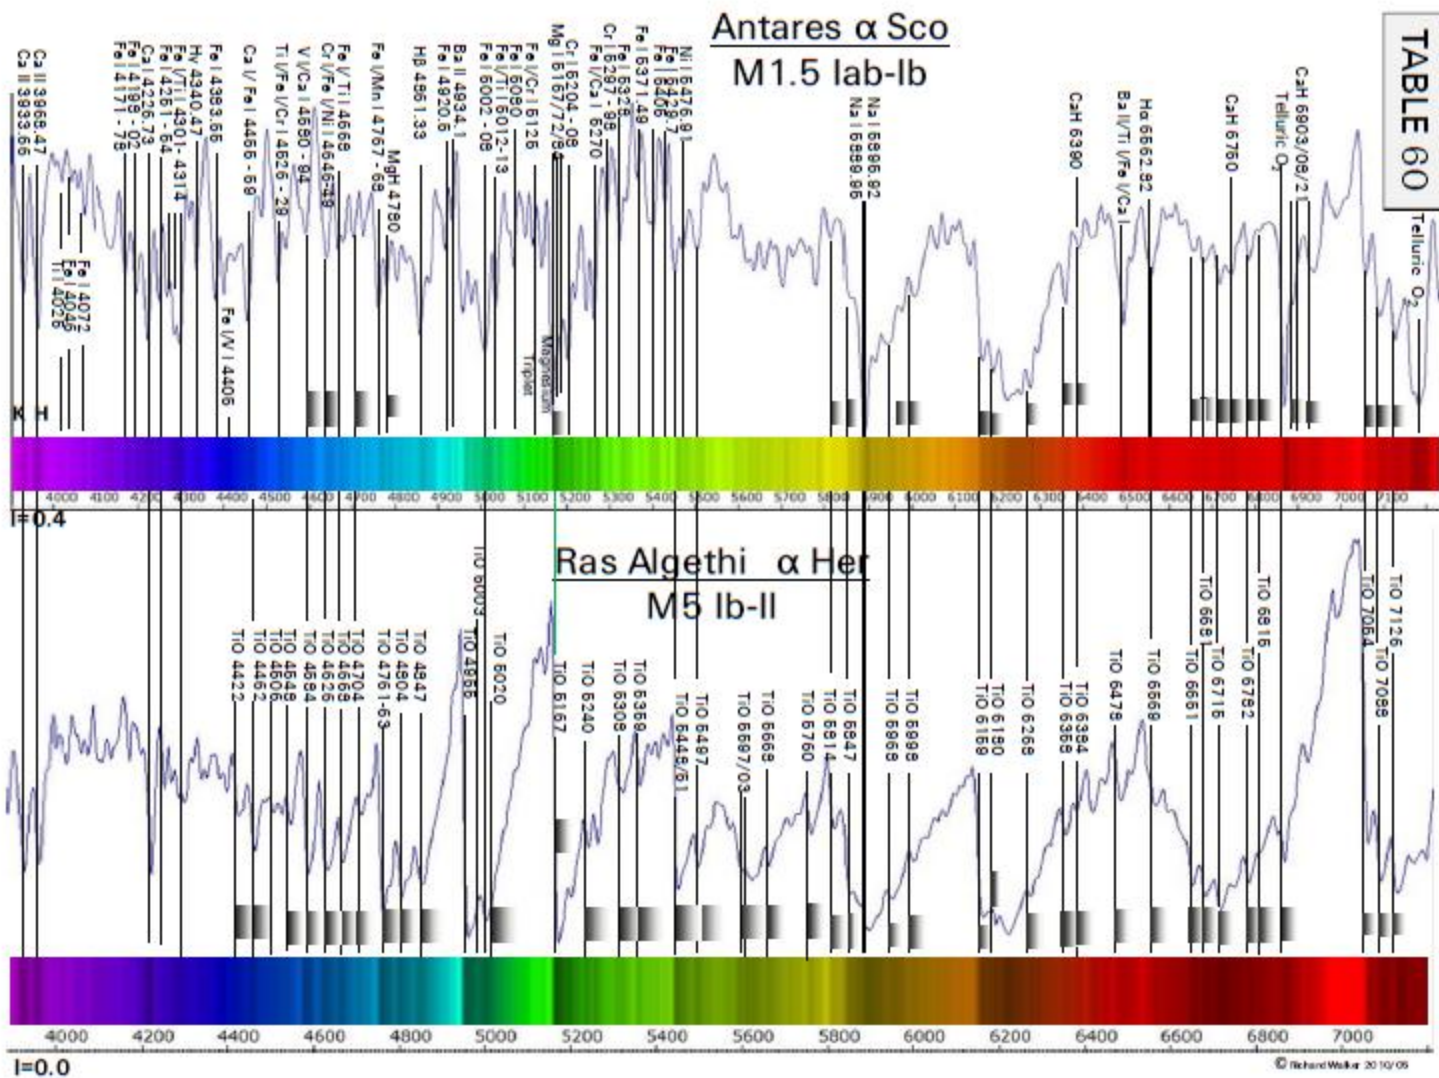 Antares α Sco
M1.5 Iab-Ib
TABLE 60
Ca II 3933.66
Ca II 3968.47
Ti I 4026
Fe I 4046
Fe I 4072
Fe I 4171 - 78
Fe I 4198 - 02
Ca I 4226.73
Fe I 4251 - 54
Fe I/Ti I 4301- 4314
Hγ 4340.47
Fe I 4383.55
Fe I/V I 4405
Ca I/ Fe I 4455 - 59
Ti I/Fe I/Cr I 4526 - 29
V I/Ca I 4580 - 94
Cr I/Fe I/Ni I 4646-49
Fe I/ Ti I 4668
Fe I/Mn I 4767 - 68
MgH 4780
Hβ 4861.33
Fe I 4920.5
Ba II 4934.1
Fe I 5002 - 08
Fe I/Ti I 5012-13
Fe I 5080
Fe I/Cr I 5125
Magnesium
Triplet
Mg I 5167/72/84
Cr I 5204 - 08
Fe I/Ca I 5270
Cr I 5297 - 98
Fe I 5328
Fe I 5371.49
Fe I 5406
Fe I 5429.7
Ni I 5476.91
Na I 5889.95
Na I 5895.92
CaH 6390
Ba II/Ti I/Fe I/Ca I
Hα 6562.82
CaH 6750
Telluric O2
CaH 6903/08/21
Telluric O2
K H
4000 4100 4200 4300 4400 4500 4600 4700 4800 4900 5000 5100 5200 5300 5400 5500 5600 5700 5800 5900 6000 6100 6200 6300 6400 6500 6600 6700 6800 6900 7000 7100
I=0.4
Ras Algethi α Her
M5 Ib-II
TiO 4422
TiO 4462
TiO 4506
TiO 4548
TiO 4584
TiO 4626
TiO 4668
TiO 4704
TiO 4761-63
TiO 4804
TiO 4847
TiO 4955
TiO 5003
TiO 5020
TiO 5167
TiO 5240
TiO 5308
TiO 5359
TiO 5448/51
TiO 5497
TiO 5597/03
TiO 5668
TiO 5760
TiO 5814
TiO 5847
TiO 5968
TiO 5998
TiO 6159
TiO 6180
TiO 6268
TiO 6358
TiO 6384
TiO 6478
TiO 6569
TiO 6651
TiO 6681
TiO 6715
TiO 6782
TiO 6815
TiO 7054
TiO 7088
TiO 7126
4000 4200 4400 4600 4800 5000 5200 5400 5600 5800 6000 6200 6400 6600 6800 7000
I=0.0
© Richard Walker 2010/05